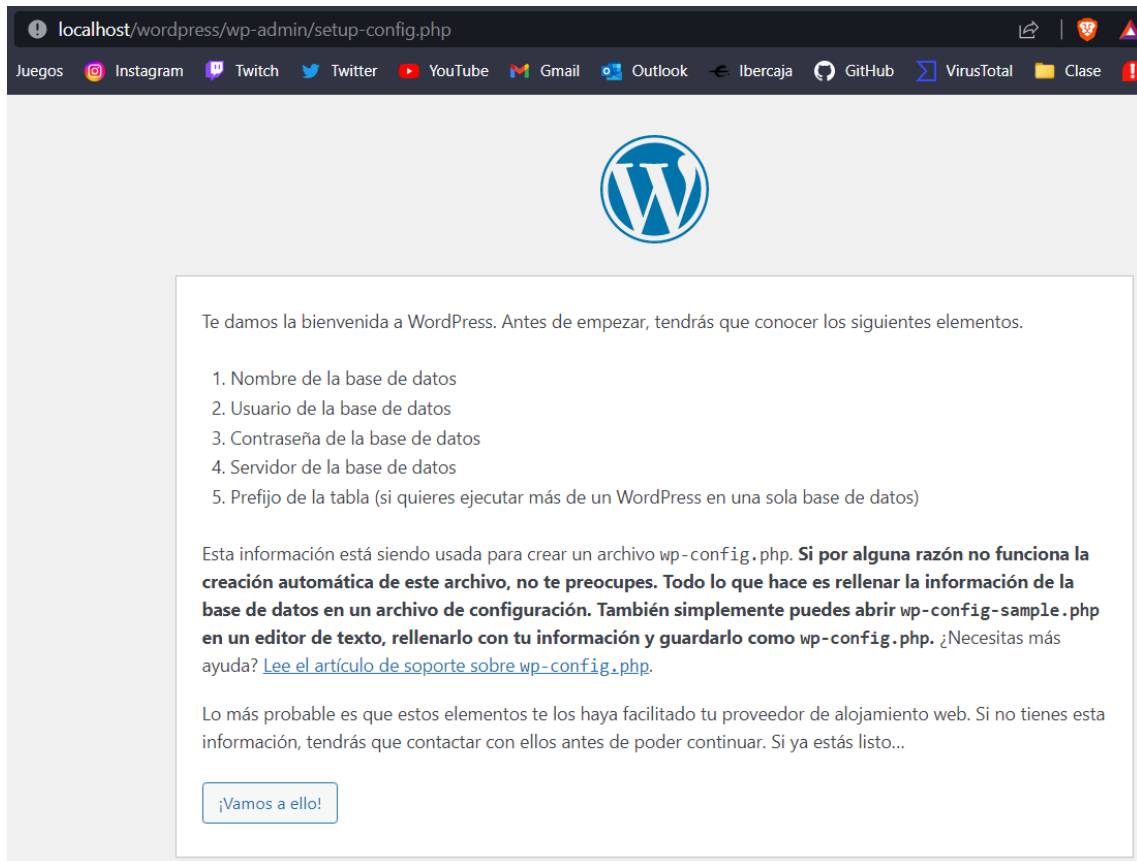 localhost/wordpress/wp-admin/setup-config.php
Juegos Instagram Twitch Twitter YouTube Gmail Outlook Ibercaja GitHub VirusTotal Clase
Te damos la bienvenida a WordPress. Antes de empezar, tendrás que conocer los siguientes elementos.
1. Nombre de la base de datos
2. Usuario de la base de datos
3. Contraseña de la base de datos
4. Servidor de la base de datos
5. Prefijo de la tabla (si quieres ejecutar más de un WordPress en una sola base de datos)
Esta información está siendo usada para crear un archivo wp-config.php. Si por alguna razón no funciona la
creación automática de este archivo, no te preocupes. Todo lo que hace es rellenar la información de la
base de datos en un archivo de configuración. También simplemente puedes abrir wp-config-sample.php
en un editor de texto, rellenarlo con tu información y guardarlo como wp-config.php. ¿Necesitas más
ayuda? Lee el artículo de soporte sobre wp-config.php.
Lo más probable es que estos elementos te los haya facilitado tu proveedor de alojamiento web. Si no tienes esta
información, tendrás que contactar con ellos antes de poder continuar. Si ya estás listo...
¡Vamos a ello!